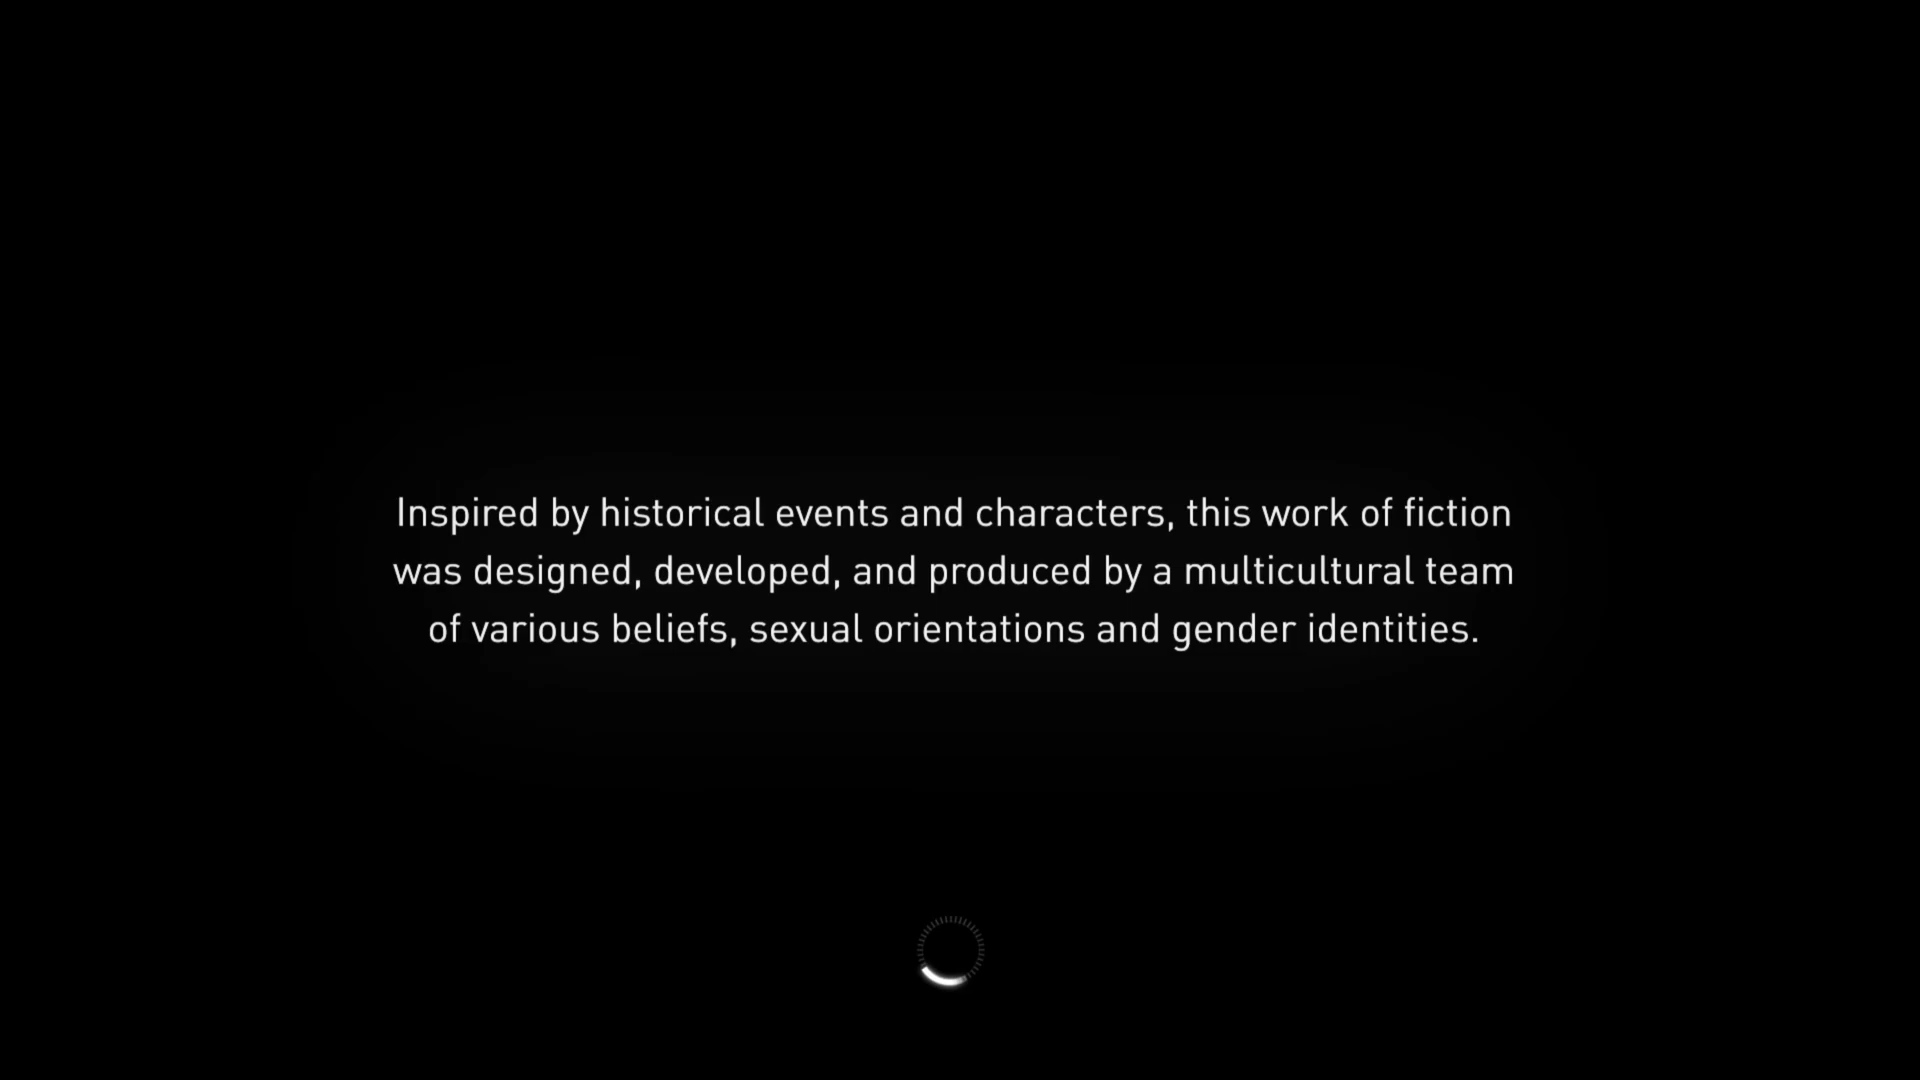 Inspired by historical events and characters, this work of fiction
was designed, developed, and produced by a multicultural team
of various beliefs, sexual orientations and gender identities.